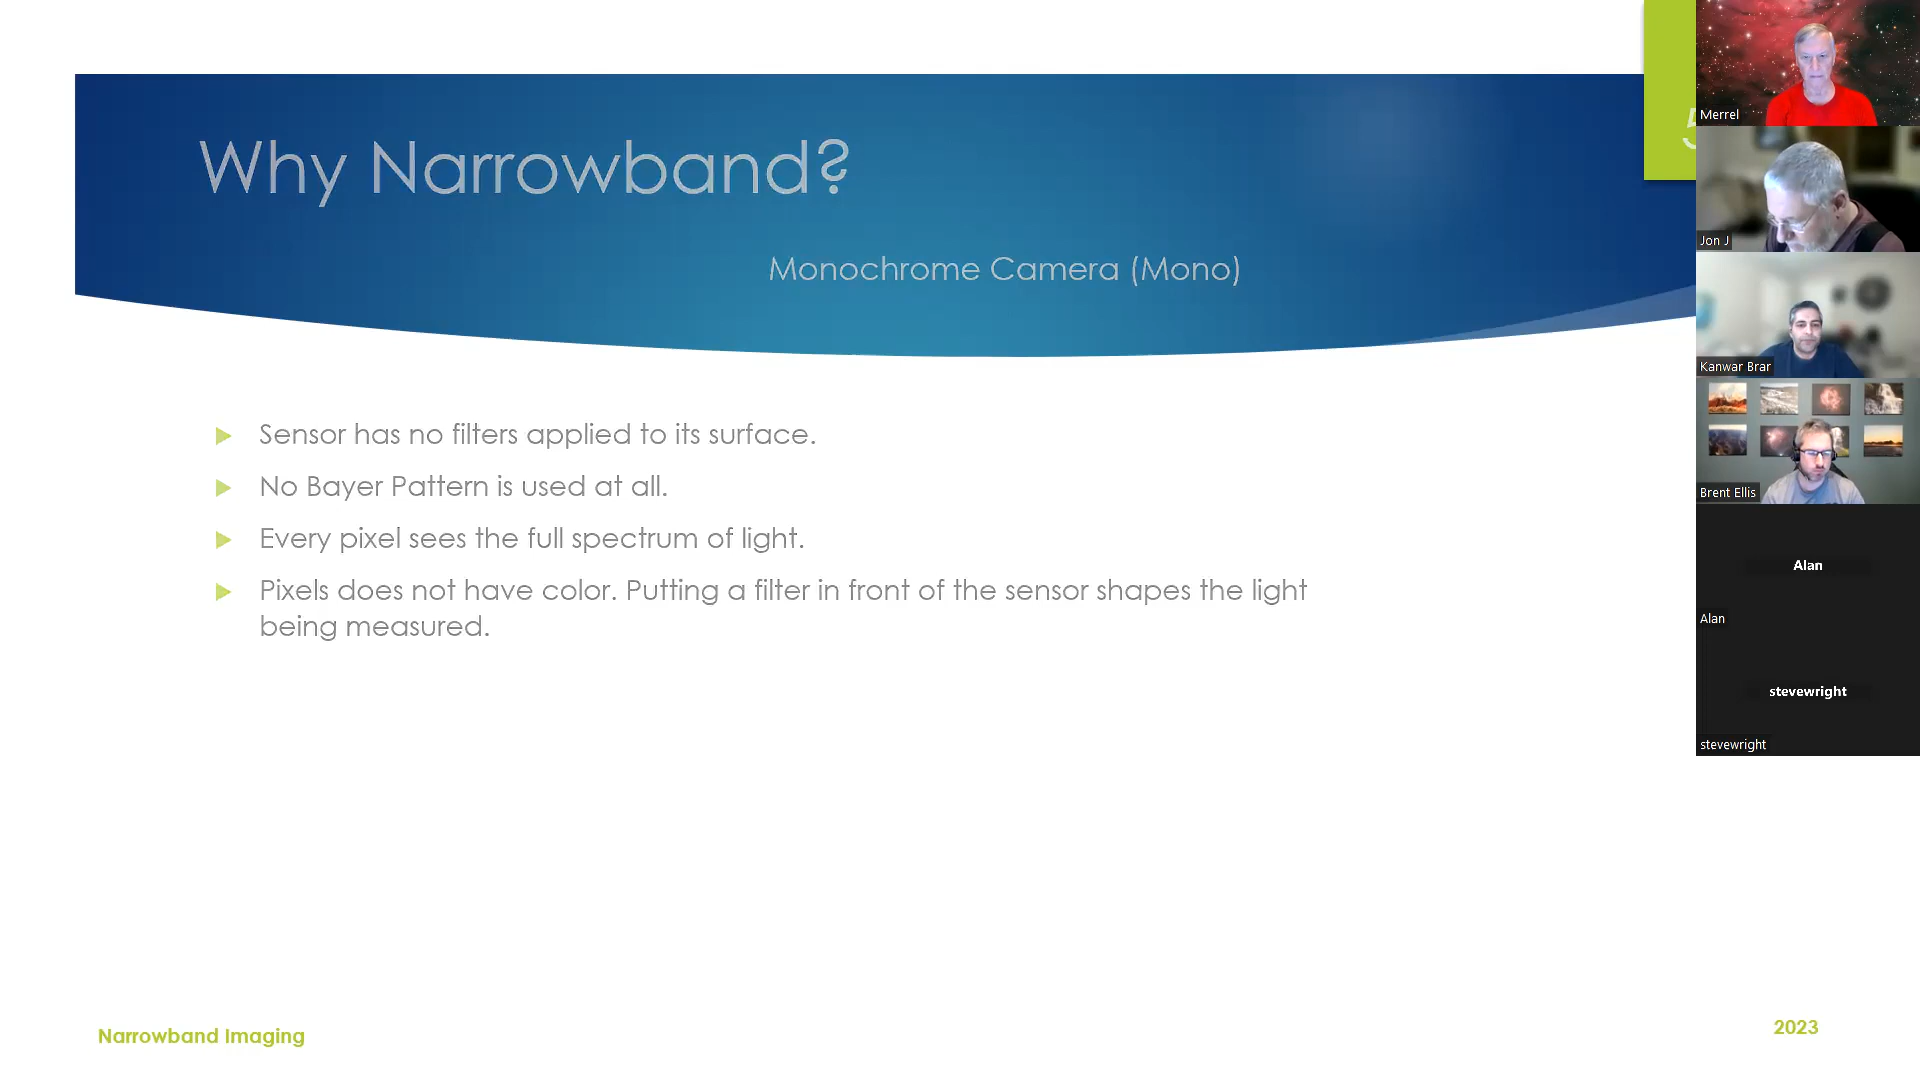 Why Narrowband?
Monochrome Camera (Mono)
5
Sensor has no filters applied to its surface.
No Bayer Pattern is used at all.
Every pixel sees the full spectrum of light.
Pixels does not have color. Putting a filter in front of the sensor shapes the light
being measured.
Narrowband Imaging
2023
Merrel
Jon J
Kanwar Brar
Brent Ellis
Alan
Alan
stevewright
stevewright